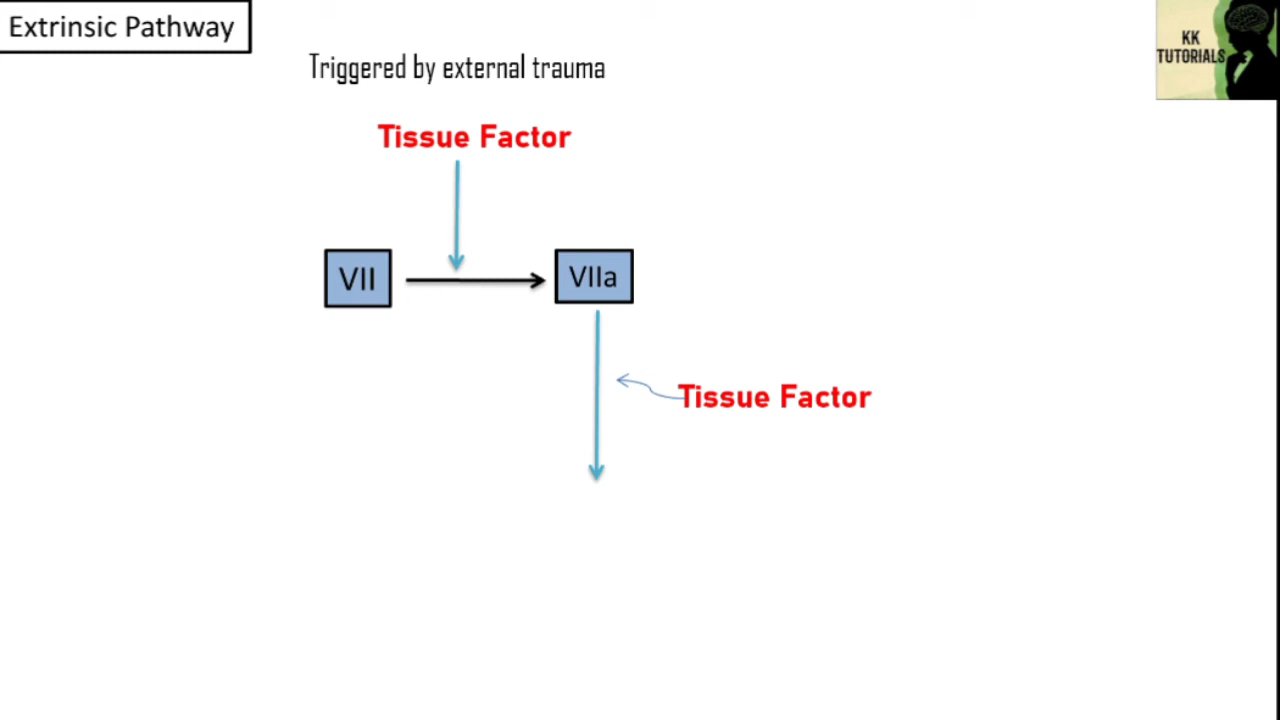 Extrinsic Pathway
KK
TUTORIALS
Triggered by external trauma
Tissue Factor
VII
VIIa
Tissue Factor